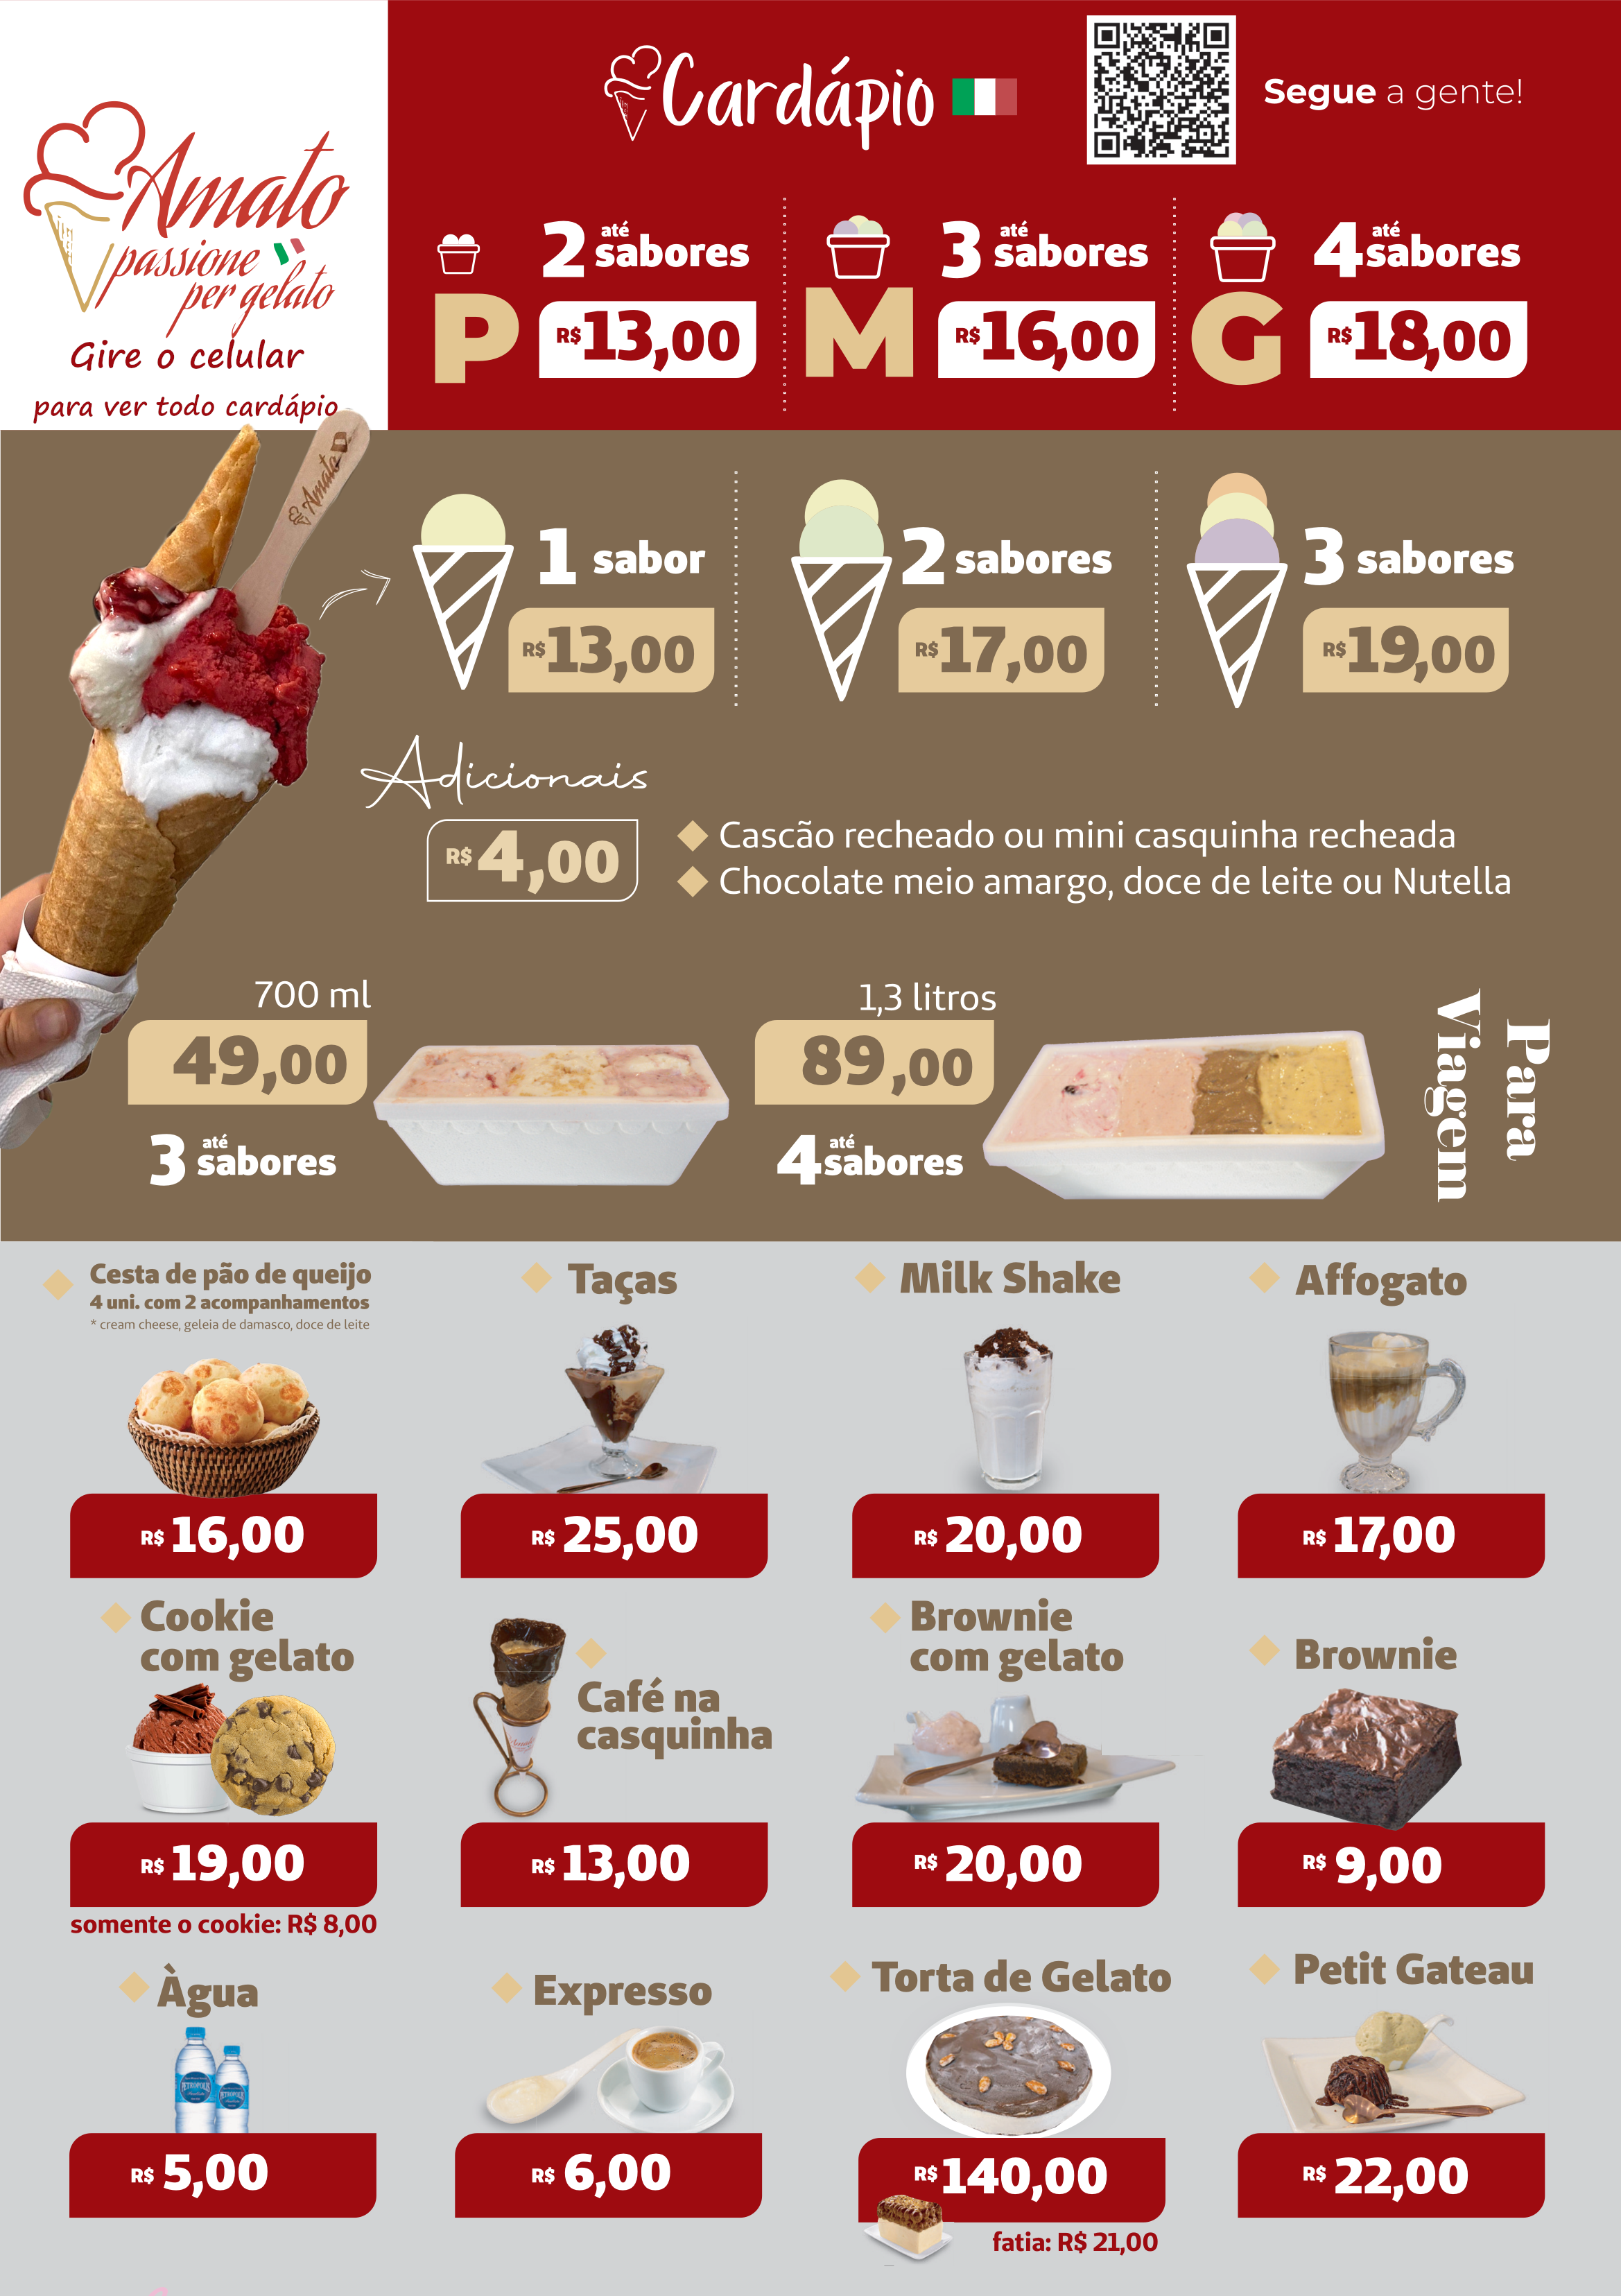 Amato
passione
per gelato
Gire o celular
para ver todo cardápio
Cardápio
Segue a gente!
2 até sabores
P
R$13,00
3 até sabores
M
R$16,00
4 até sabores
G
R$18,00
Amato
1 sabor
R$13,00
2 sabores
R$17,00
3 sabores
R$19,00
Adicionais
R$ 4,00
Cascão recheado ou mini casquinha recheada
Chocolate meio amargo, doce de leite ou Nutella
700 ml
49,00
3 até sabores
1,3 litros
89,00
4 até sabores
Para
Viagem
Cesta de pão de queijo
4 uni. com 2 acompanhamentos
* cream cheese, geleia de damasco, doce de leite
R$ 16,00
Taças
R$ 25,00
Milk Shake
R$ 20,00
Affogato
R$ 17,00
Cookie
com gelato
R$ 19,00
somente o cookie: R$ 8,00
Café na
casquinha
R$ 13,00
Brownie
com gelato
R$ 20,00
Brownie
R$ 9,00
Àgua
PETROPOLIS
PETROPOLIS
R$ 5,00
Expresso
R$ 6,00
Torta de Gelato
R$ 140,00
fatia: R$ 21,00
Petit Gateau
R$ 22,00